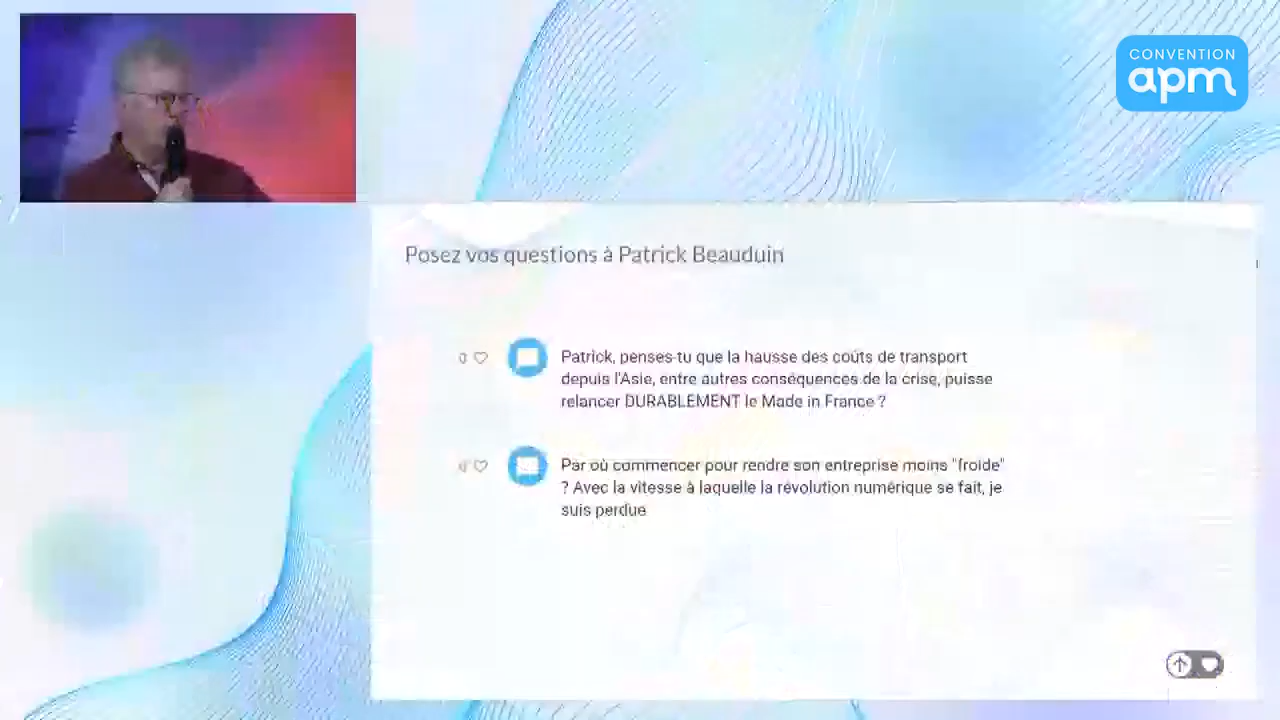 CONVENTION
apm
Posez vos questions à Patrick Beauduin
0
Patrick, penses-tu que la hausse des coûts de transport
depuis l'Asie, entre autres conséquences de la crise, puisse
relancer DURABLEMENT le Made in France ?
0
Par où commencer pour rendre son entreprise moins "froide"
? Avec la vitesse à laquelle la révolution numérique se fait, je
suis perdue